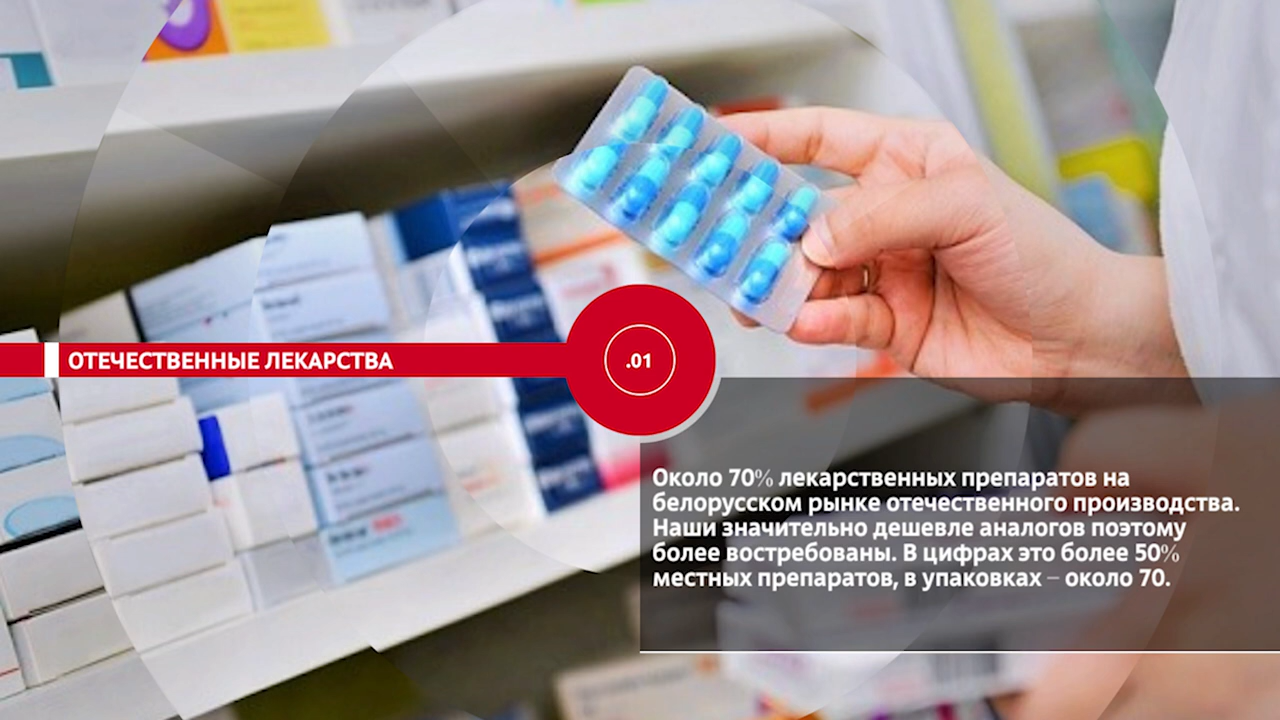 ОТЕЧЕСТВЕННЫЕ ЛЕКАРСТВА
.01
Около 70% лекарственных препаратов на
белорусском рынке отечественного производства.
Наши значительно дешевле аналогов поэтому
более востребованы. В цифрах это более 50%
местных препаратов, в упаковках – около 70.